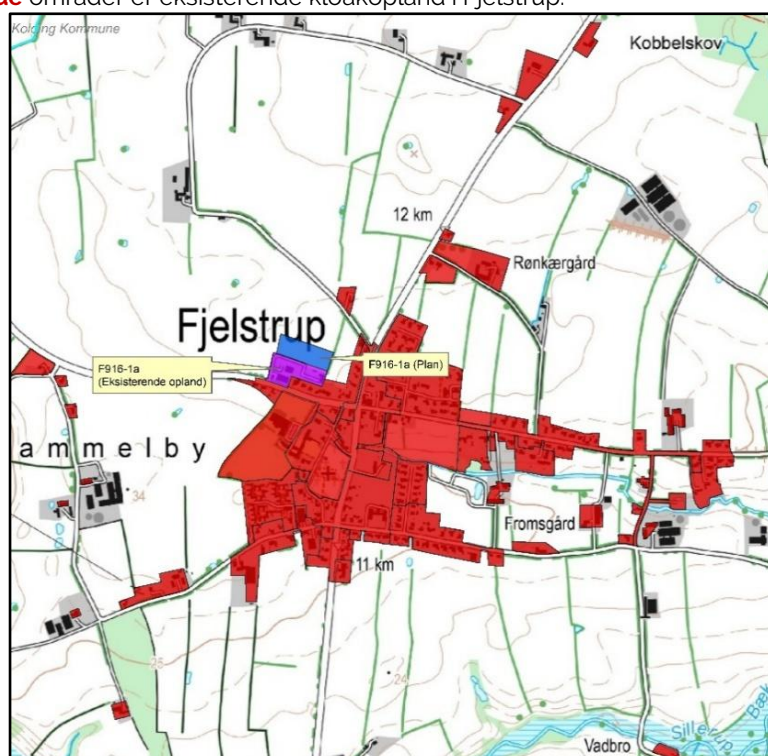 områder er eksisterende kloakopland i Fjelstrup.
Kolding Kommune
Kobbelskov
12 km
Rønkærgård
Fjelstrup
F916-1a
(Eksisterende opland)
F916-1a (Plan)
ammelby
34
Fromsgård
11 km
25
24
Vadbro